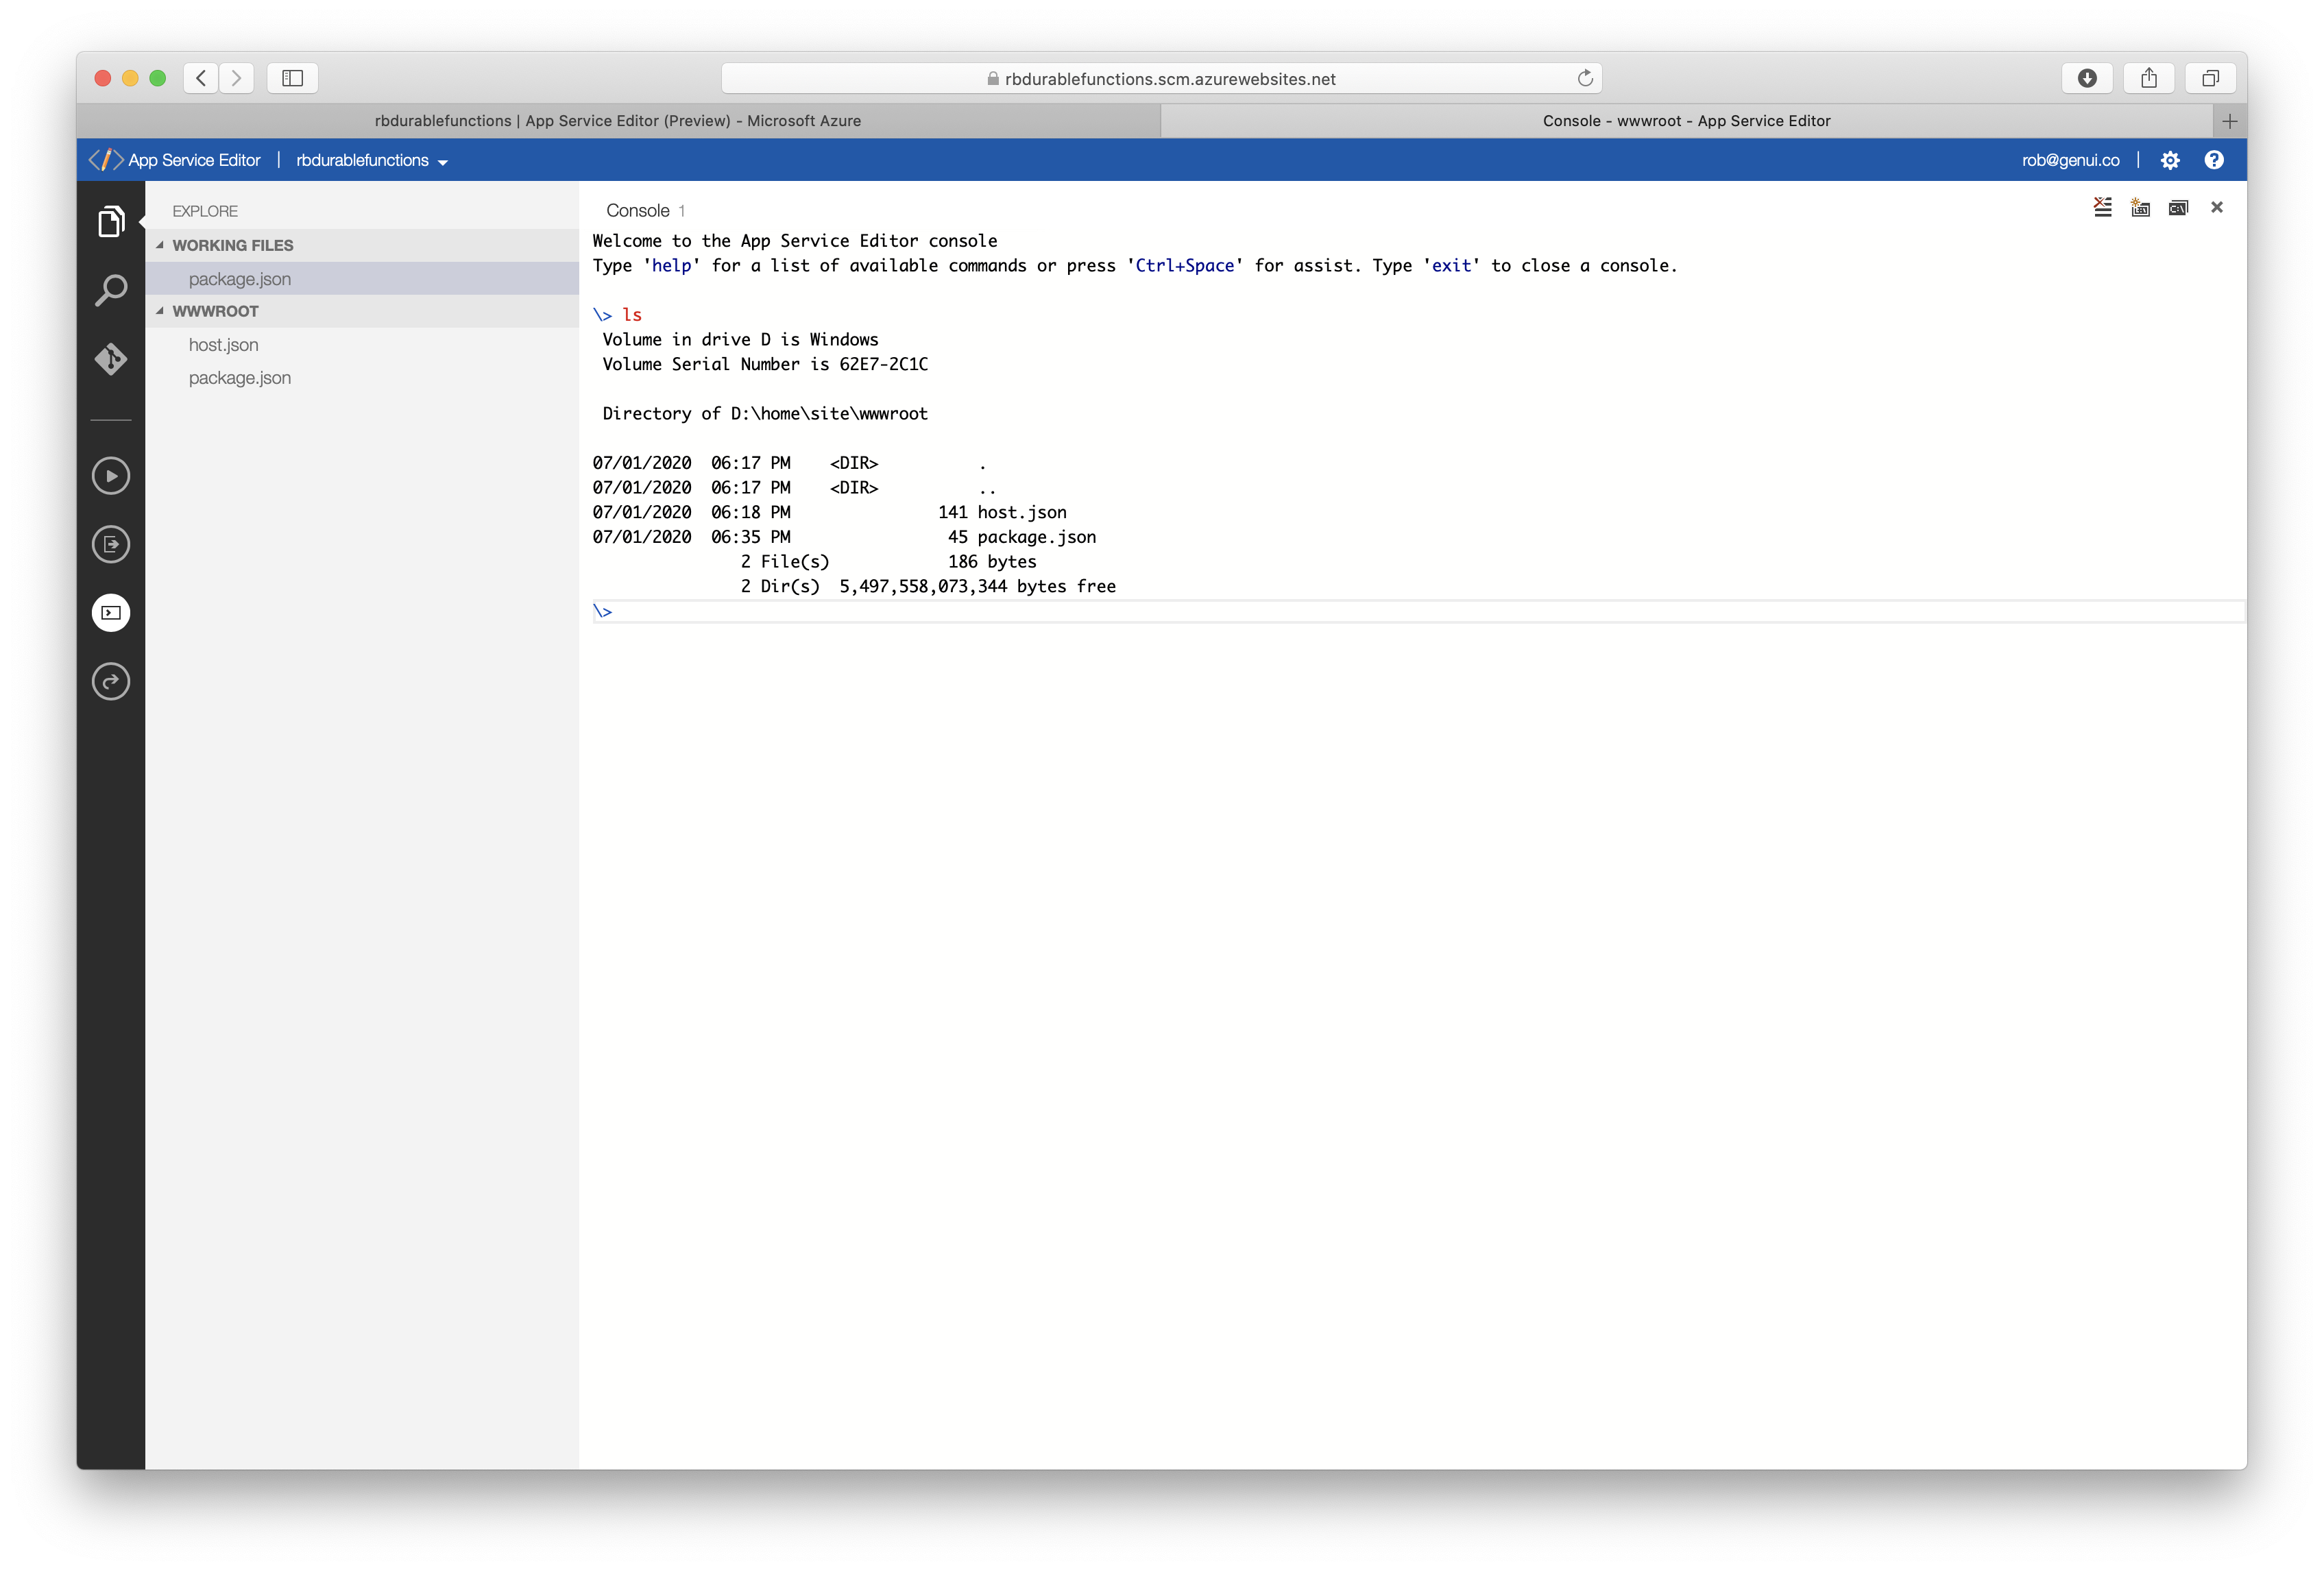 rbdurablefunctions.scm.azurewebsites.net
rbdurablefunctions | App Service Editor (Preview) - Microsoft Azure
Console - wwwroot - App Service Editor
App Service Editor | rbdurablefunctions
rob@genui.co |
EXPLORE
WORKING FILES
package.json
WWWROOT
host.json
package.json
Console 1
Welcome to the App Service Editor console
Type 'help' for a list of available commands or press 'Ctrl+Space' for assist. Type 'exit' to close a console.
\> ls
Volume in drive D is Windows
Volume Serial Number is 62E7-2C1C
Directory of D:\home\site\wwwroot
07/01/2020  06:17 PM    <DIR>          .
07/01/2020  06:17 PM    <DIR>          ..
07/01/2020  06:18 PM               141 host.json
07/01/2020  06:35 PM                45 package.json
2 File(s)            186 bytes
2 Dir(s)  5,497,558,073,344 bytes free
\>